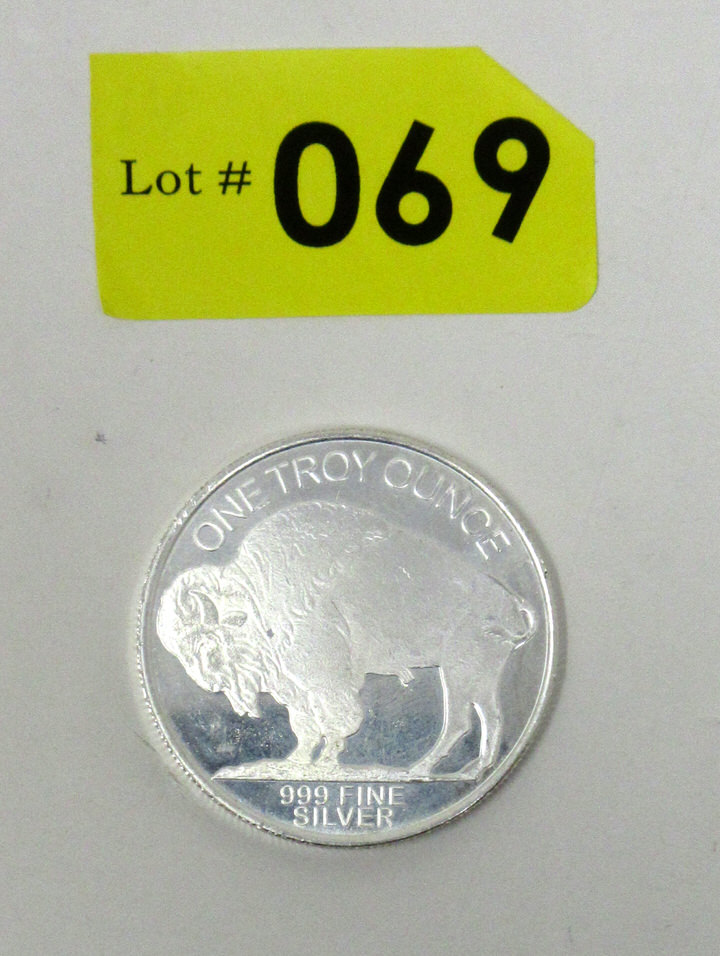 Lot # 069
ONE TROY OUNCE
999 FINE
SILVER